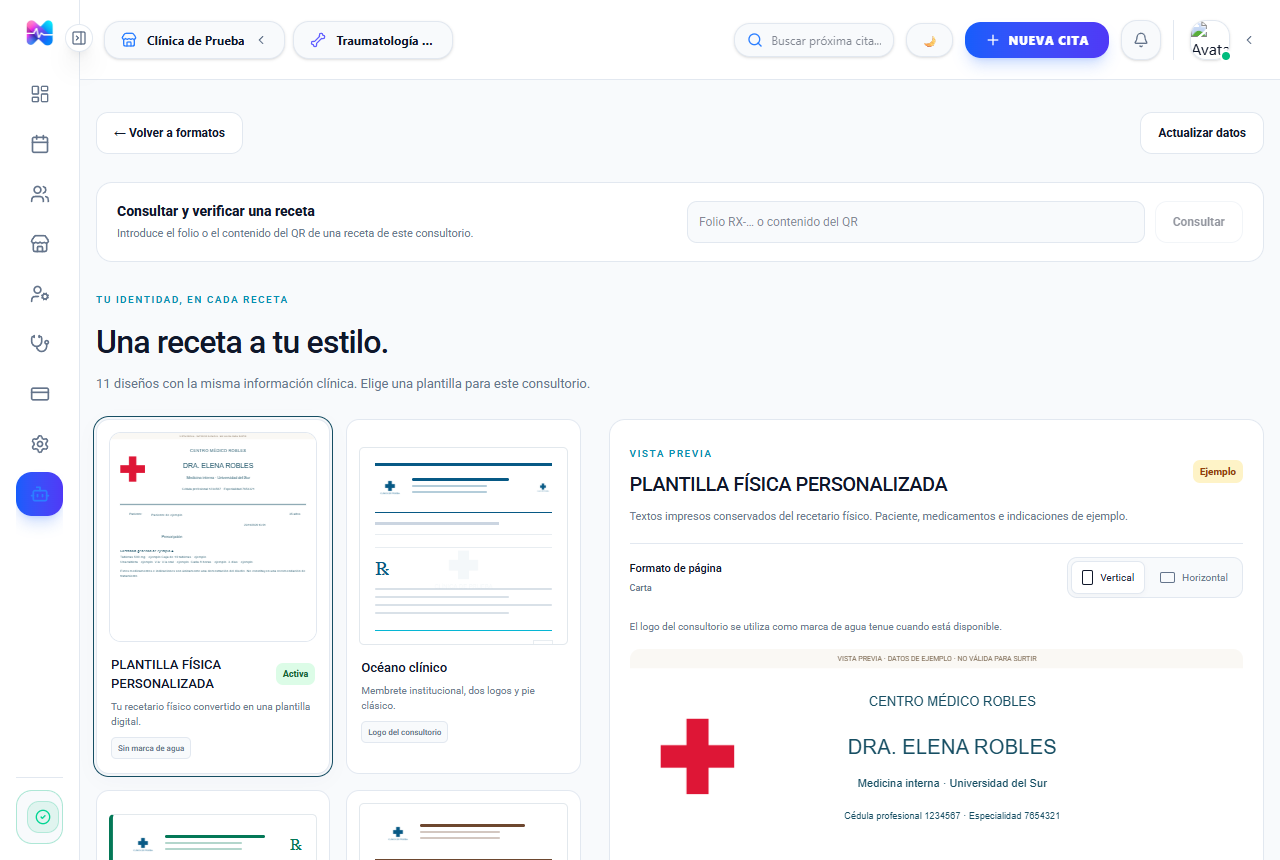 Clínica de Prueba
Traumatología ...
Buscar próxima cita...
NUEVA CITA
Avata
← Volver a formatos
Actualizar datos
Consultar y verificar una receta
Introduce el folio o el contenido del QR de una receta de este consultorio.
Folio RX-... o contenido del QR
Consultar
TU IDENTIDAD, EN CADA RECETA
Una receta a tu estilo.
11 diseños con la misma información clínica. Elige una plantilla para este consultorio.
CENTRO MÉDICO ROBLES
DRA. ELENA ROBLES
Medicina interna · Universidad del Sur
PLANTILLA FÍSICA
PERSONALIZADA
Activa
Tu recetario físico convertido en una plantilla
digital.
Sin marca de agua
℞
Océano clínico
Membrete institucional, dos logos y pie
clásico.
Logo del consultorio
℞
VISTA PREVIA
Ejemplo
PLANTILLA FÍSICA PERSONALIZADA
Textos impresos conservados del recetario físico. Paciente, medicamentos e indicaciones de ejemplo.
Formato de página
Carta
Vertical
Horizontal
El logo del consultorio se utiliza como marca de agua tenue cuando está disponible.
VISTA PREVIA · DATOS DE EJEMPLO · NO VÁLIDA PARA SURTIR
CENTRO MÉDICO ROBLES
DRA. ELENA ROBLES
Medicina interna · Universidad del Sur
Cédula profesional 1234567 · Especialidad 7654321